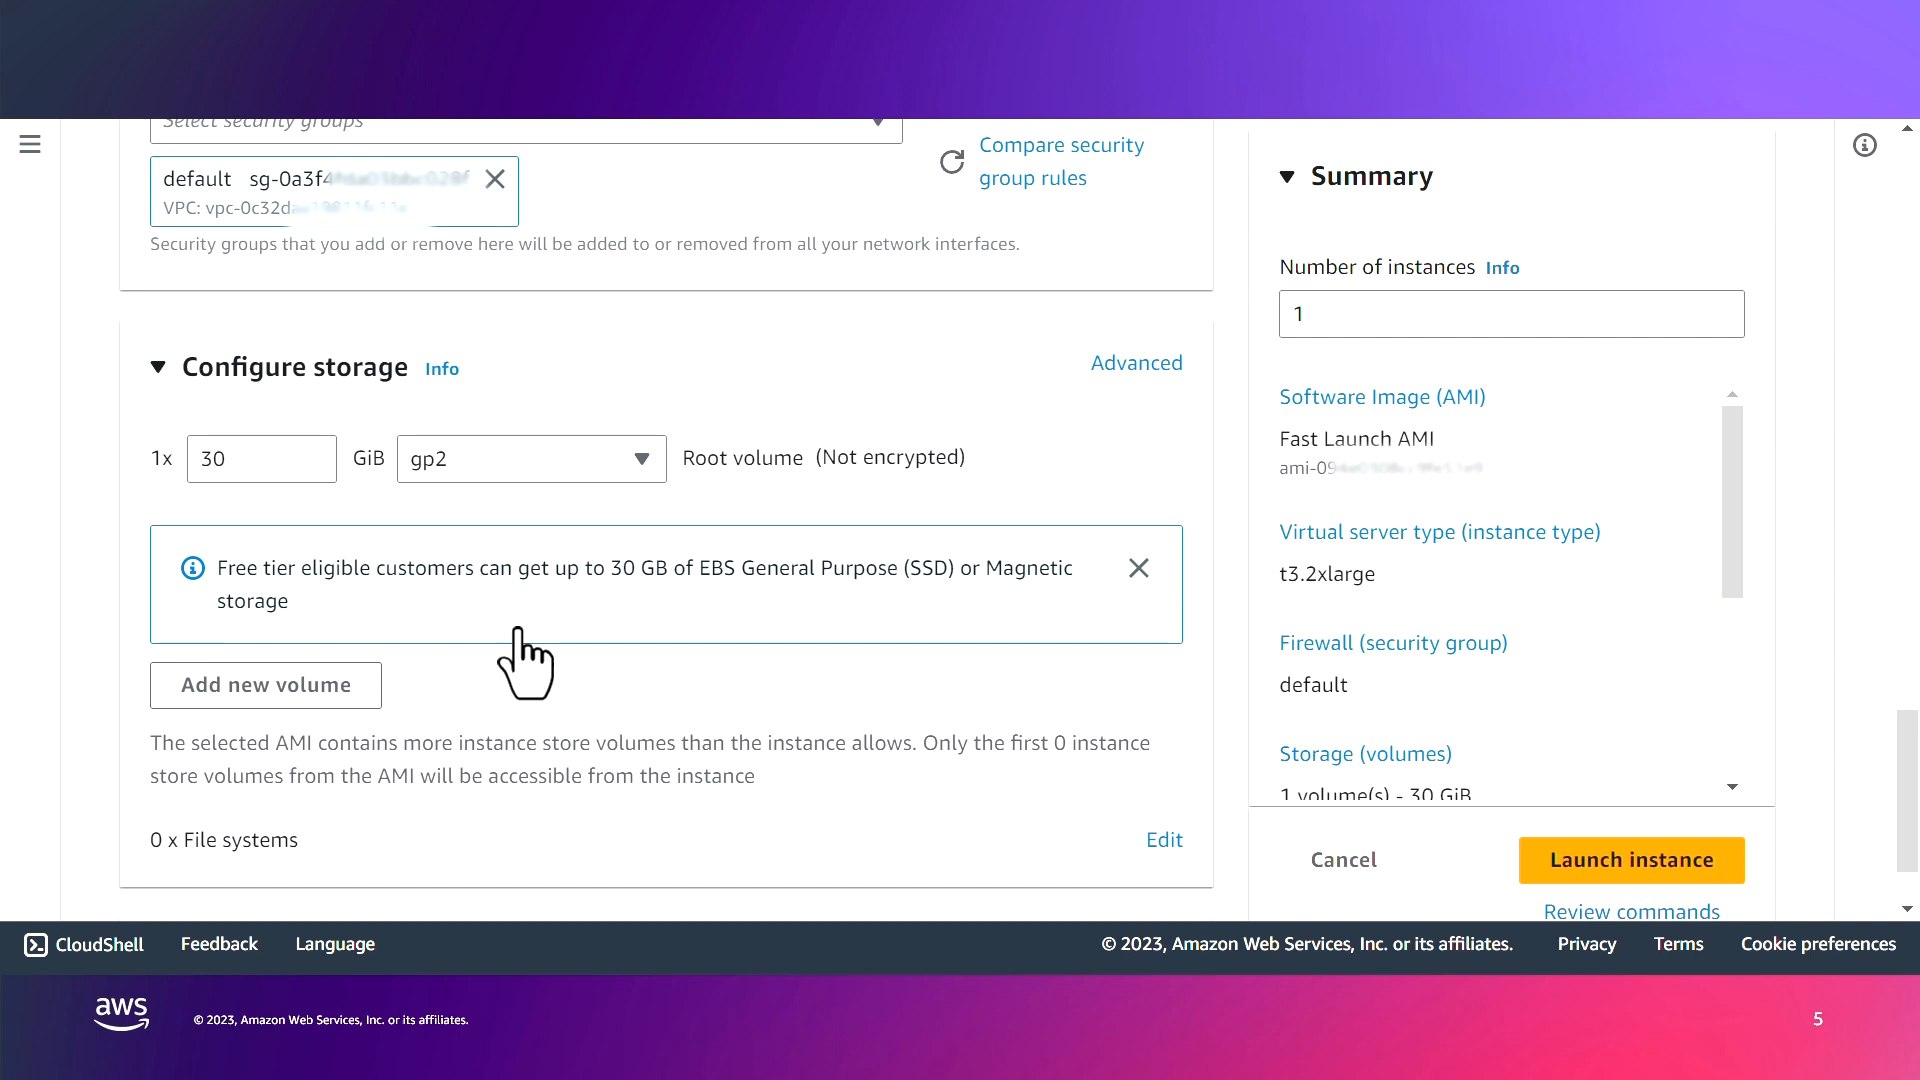 Select security groups
default sg-0a3f4
VPC: vpc-0c32d
Compare security
group rules
Security groups that you add or remove here will be added to or removed from all your network interfaces.
Configure storage Info
Advanced
1x 30 GiB gp2 Root volume (Not encrypted)
Free tier eligible customers can get up to 30 GB of EBS General Purpose (SSD) or Magnetic
storage
Add new volume
The selected AMI contains more instance store volumes than the instance allows. Only the first 0 instance
store volumes from the AMI will be accessible from the instance
0 x File systems
Edit
Summary
Number of instances Info
1
Software Image (AMI)
Fast Launch AMI
ami-09
Virtual server type (instance type)
t3.2xlarge
Firewall (security group)
default
Storage (volumes)
1 volume(s) - 30 GiB
Cancel
Launch instance
Review commands
CloudShell Feedback Language
© 2023, Amazon Web Services, Inc. or its affiliates. Privacy Terms Cookie preferences
aws
© 2023, Amazon Web Services, Inc. or its affiliates.
5